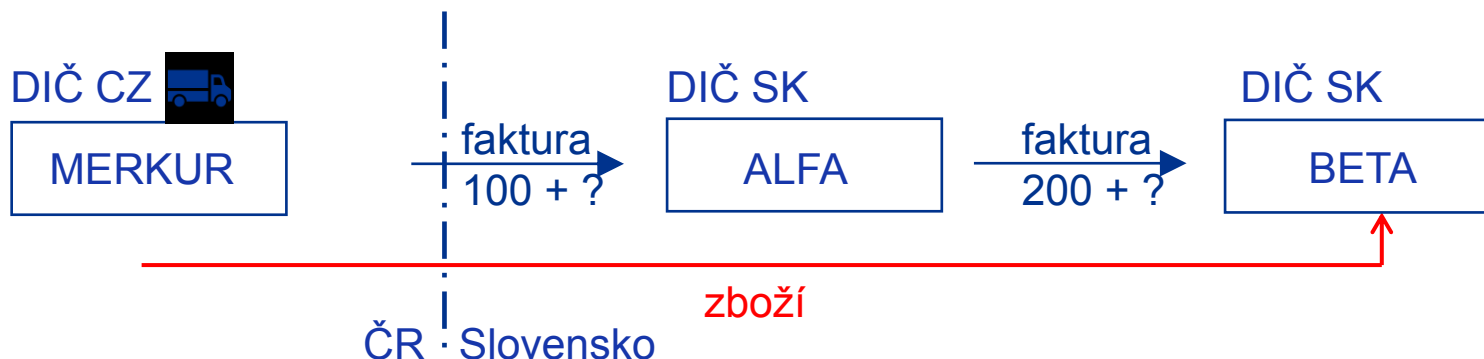 DIČ CZ
MERKUR
faktura
100 + ?
DIČ SK
ALFA
faktura
200 + ?
DIČ SK
BETA
zboží
ČR
Slovensko